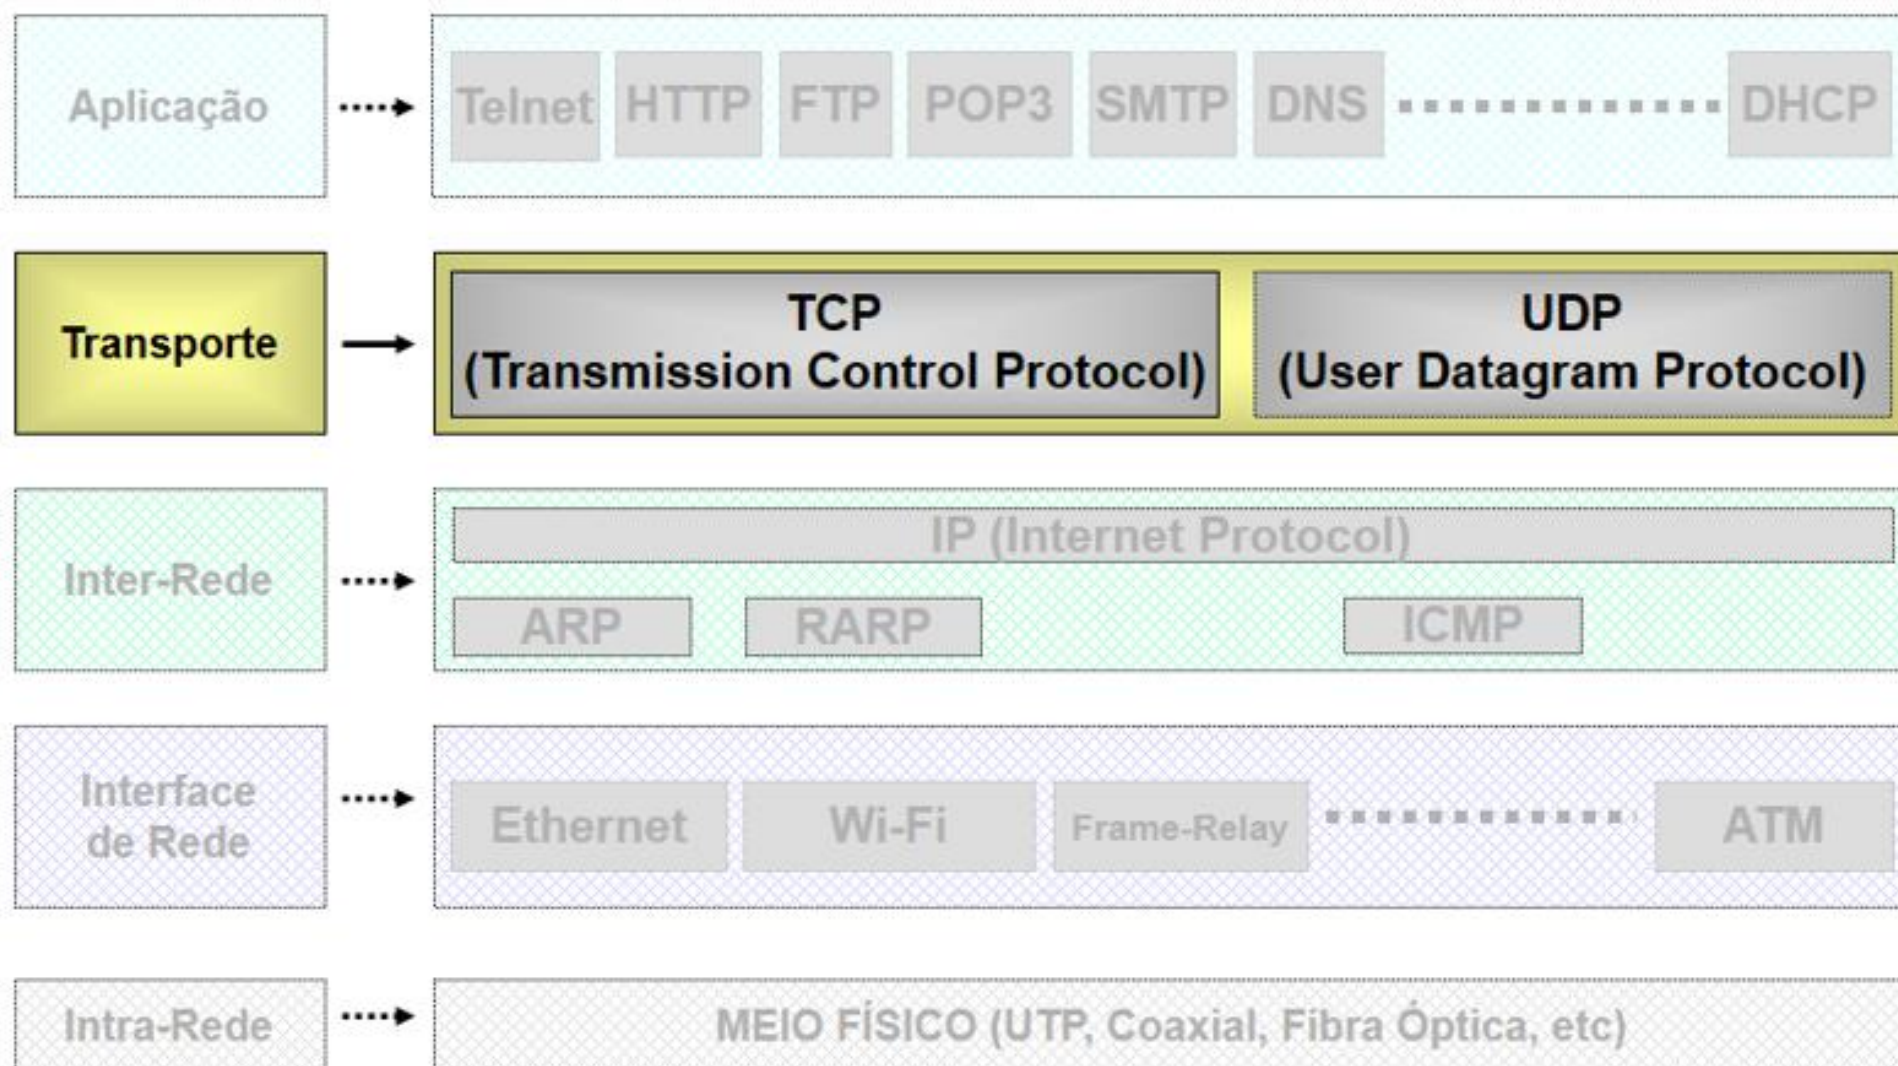 Aplicação
Telnet HTTP FTP POP3 SMTP DNS DHCP
Transporte
TCP
(Transmission Control Protocol)
UDP
(User Datagram Protocol)
Inter-Rede
IP (Internet Protocol)
ARP RARP ICMP
Interface
de Rede
Ethernet Wi-Fi Frame-Relay ATM
Intra-Rede
MEIO FÍSICO (UTP, Coaxial, Fibra Óptica, etc)